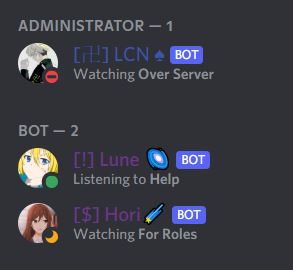 ADMINISTRATOR — 1
[卍] LCN ♠ BOT
Watching Over Server
BOT — 2
[!] Lune BOT
Listening to Help
[$] Hori BOT
Watching For Roles